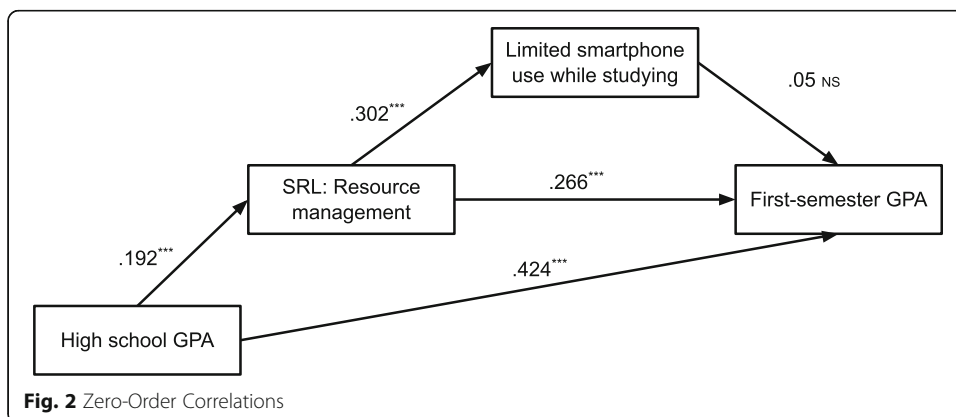 Limited smartphone
use while studying
.05 NS
.302***
SRL: Resource
management
.266***
First-semester GPA
.192***
.424***
High school GPA
Fig. 2 Zero-Order Correlations